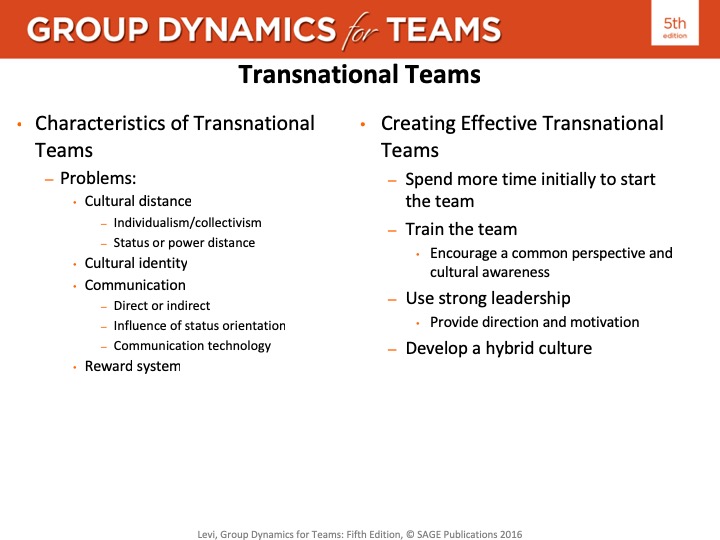 GROUP DYNAMICS for TEAMS
5th
edition
Transnational Teams
• Characteristics of Transnational
Teams
– Problems:
• Cultural distance
– Individualism/collectivism
– Status or power distance
• Cultural identity
• Communication
– Direct or indirect
– Influence of status orientation
– Communication technology
• Reward system
• Creating Effective Transnational
Teams
– Spend more time initially to start
the team
– Train the team
• Encourage a common perspective and
cultural awareness
– Use strong leadership
• Provide direction and motivation
– Develop a hybrid culture
Levi, Group Dynamics for Teams: Fifth Edition, © SAGE Publications 2016